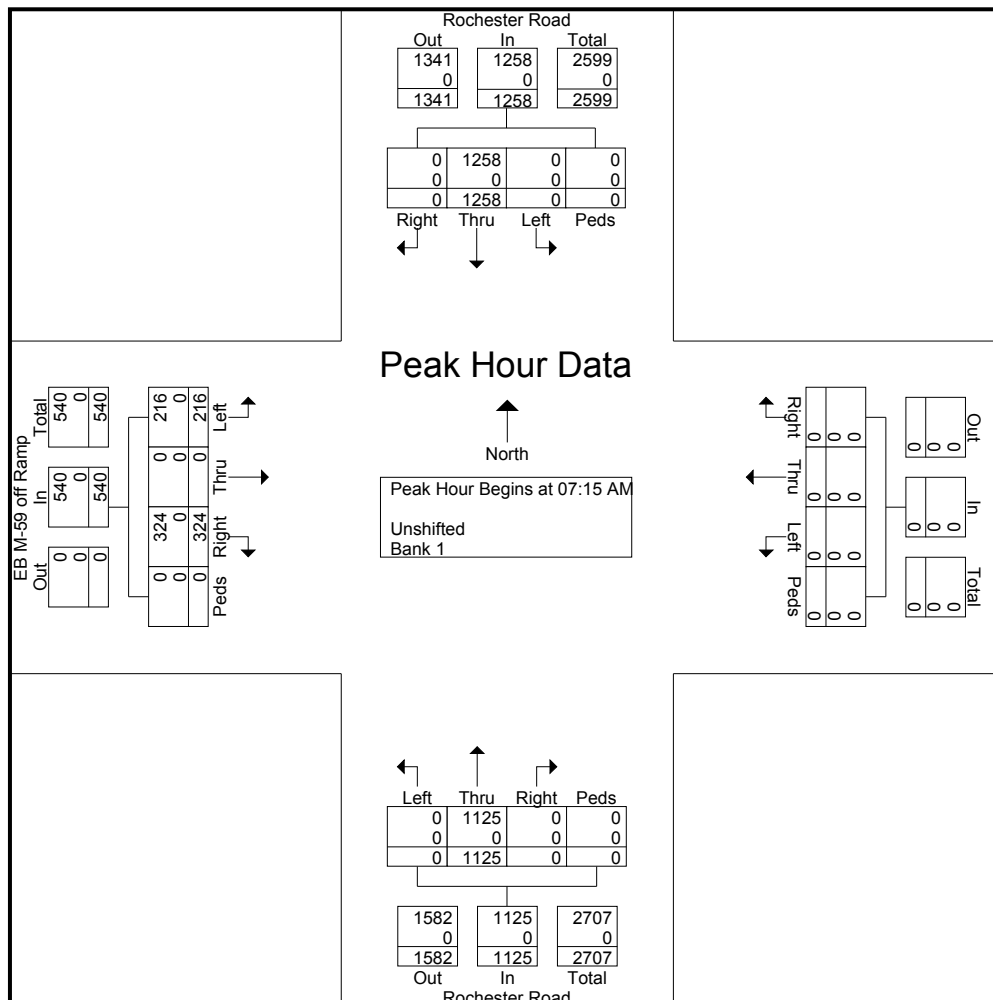 Rochester Road
Out In Total
1341 1258 2599
0 0 0
1341 1258 2599
0 1258 0 0
0 0 0 0
0 1258 0 0
Right Thru Left Peds
Peak Hour Data
North
Peak Hour Begins at 07:15 AM
Unshifted
Bank 1
EB M-59 off Ramp
Out In Total
0 540 540
0 0 0
0 540 540
0 324 0 216
0 0 0 0
0 324 0 216
Peds Right Thru Left
Out In Total
0 0 0
0 0 0
0 0 0
Right Thru Left Peds
0 0 0 0
0 0 0 0
0 0 0 0
Left Thru Right Peds
0 1125 0 0
0 0 0 0
0 1125 0 0
1582 1125 2707
0 0 0
1582 1125 2707
Out In Total
Rochester Road